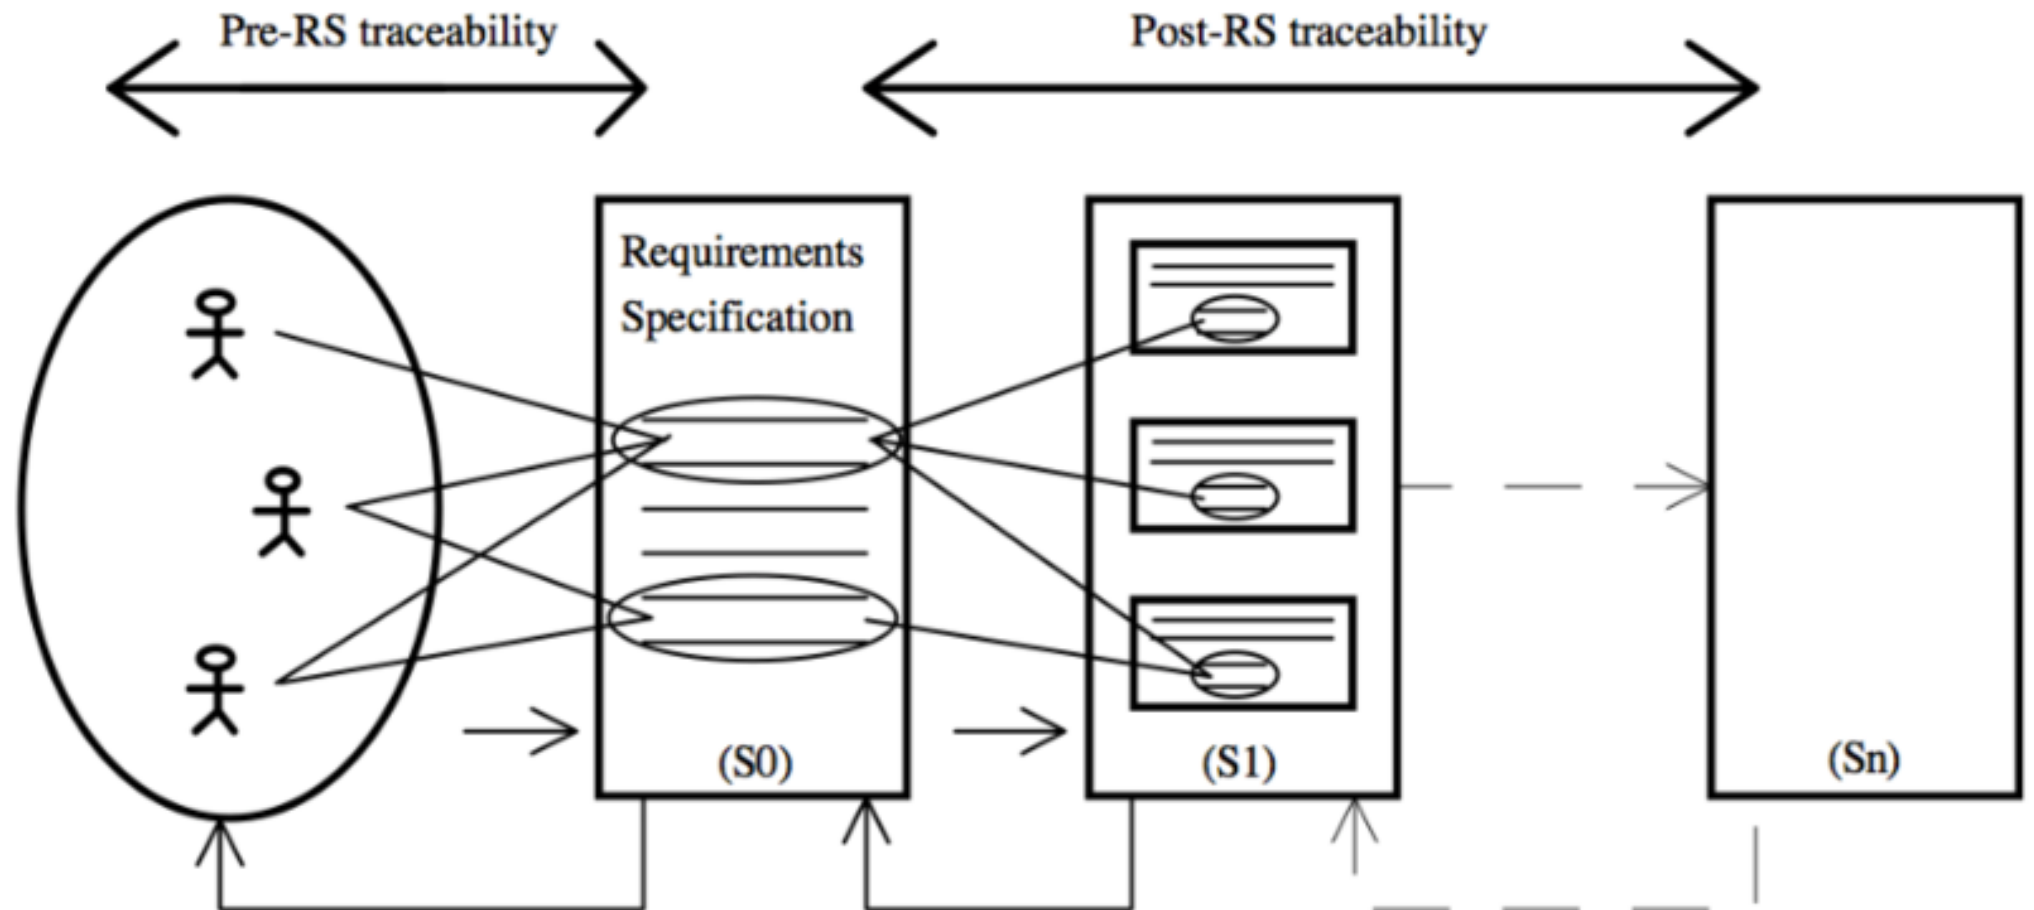 Pre-RS traceability
Post-RS traceability
Requirements
Specification
(S0)
(S1)
(Sn)